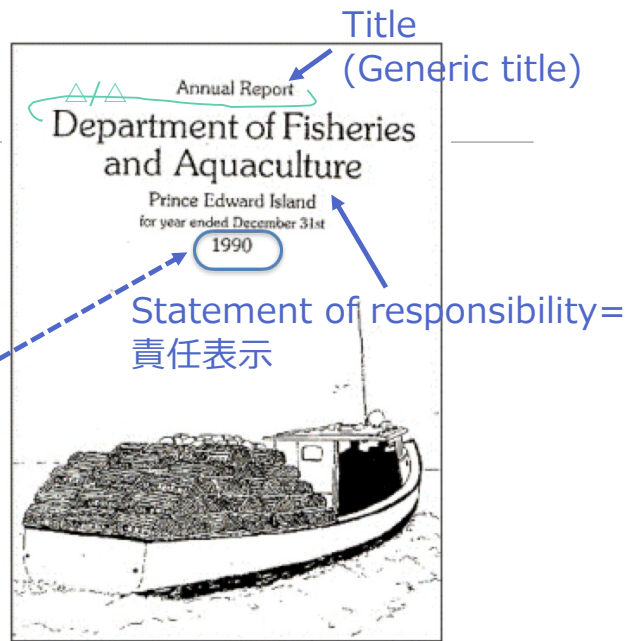 Title
(Generic title)
△/△
Annual Report
Department of Fisheries
and Aquaculture
Prince Edward Island
for year ended December 31st
1990
Statement of responsibility=
責任表示